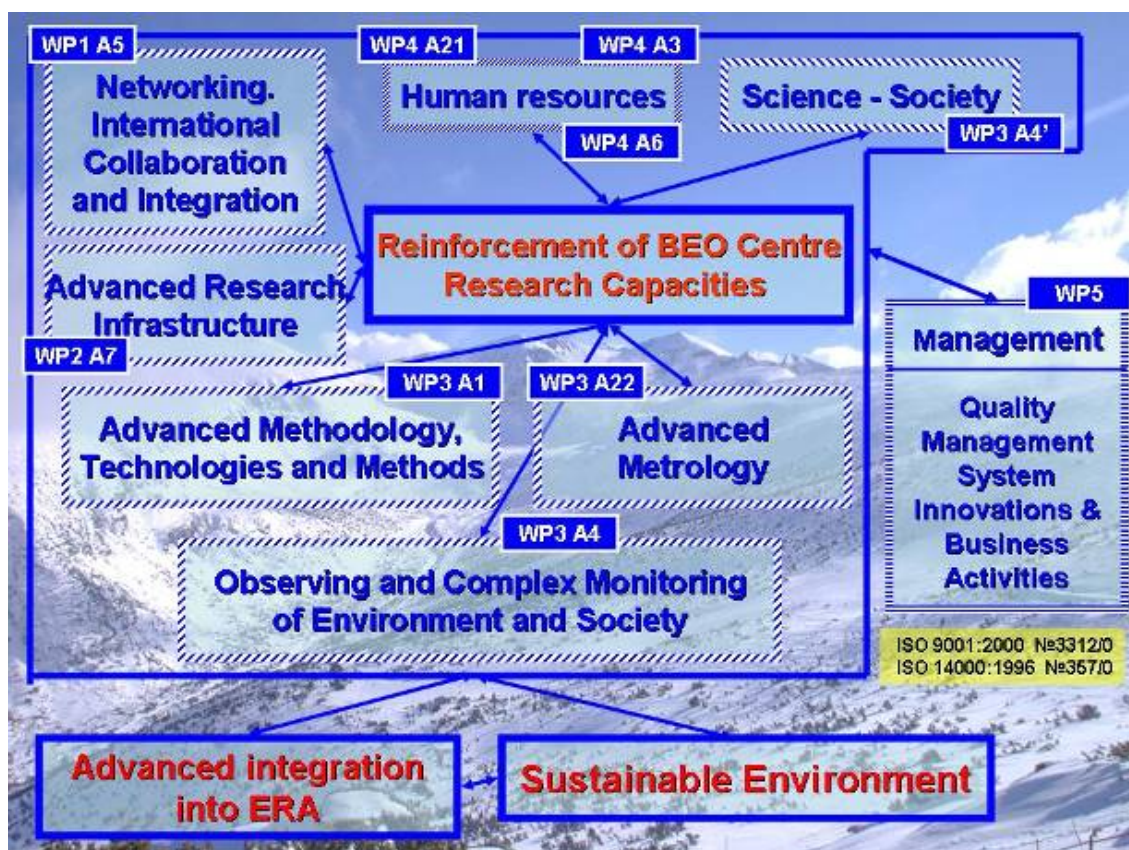 WP1 A5
Networking.
International
Collaboration
and Integration
WP4 A21
WP4 A3
Human resources
WP4 A6
Science - Society
WP3 A4’
Reinforcement of BEO Centre
Research Capacities
Advanced Research
Infrastructure
WP2 A7
WP5
Management
Quality
Management
System
Innovations &
Business
Activities
WP3 A1
Advanced Methodology,
Technologies and Methods
WP3 A22
Advanced
Metrology
WP3 A4
Observing and Complex Monitoring
of Environment and Society
ISO 9001:2000 №3312/0
ISO 14000:1996 №357/0
Advanced integration
into ERA
Sustainable Environment